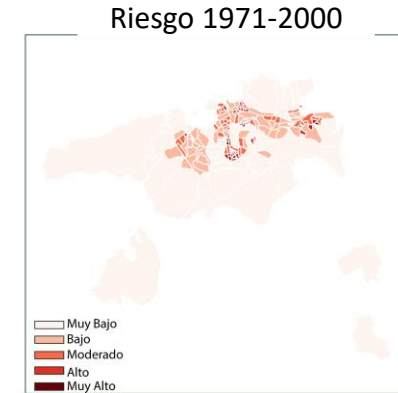 Riesgo 1971-2000
Muy Bajo
Bajo
Moderado
Alto
Muy Alto